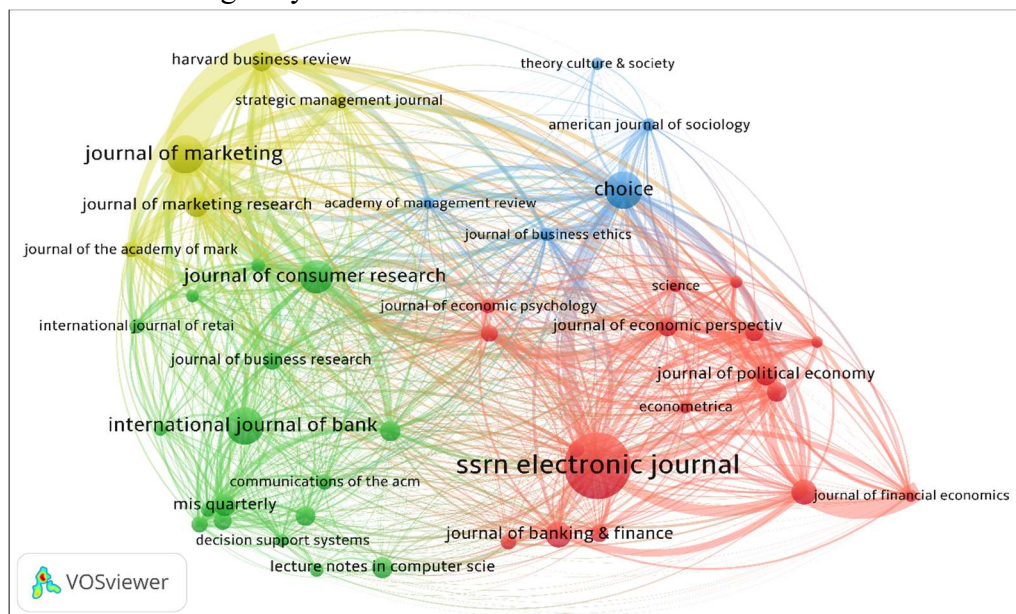 harvard business review
theory culture & society
strategic management journal
american journal of sociology
journal of marketing
choice
journal of marketing research
academy of management review
journal of business ethics
journal of the academy of mark
journal of consumer research
science
journal of economic psychology
international journal of retai
journal of economic perspectiv
journal of business research
journal of political economy
econometrica
international journal of bank
ssrn electronic journal
communications of the acm
journal of financial economics
mis quarterly
journal of banking & finance
decision support systems
lecture notes in computer scie
VOSviewer